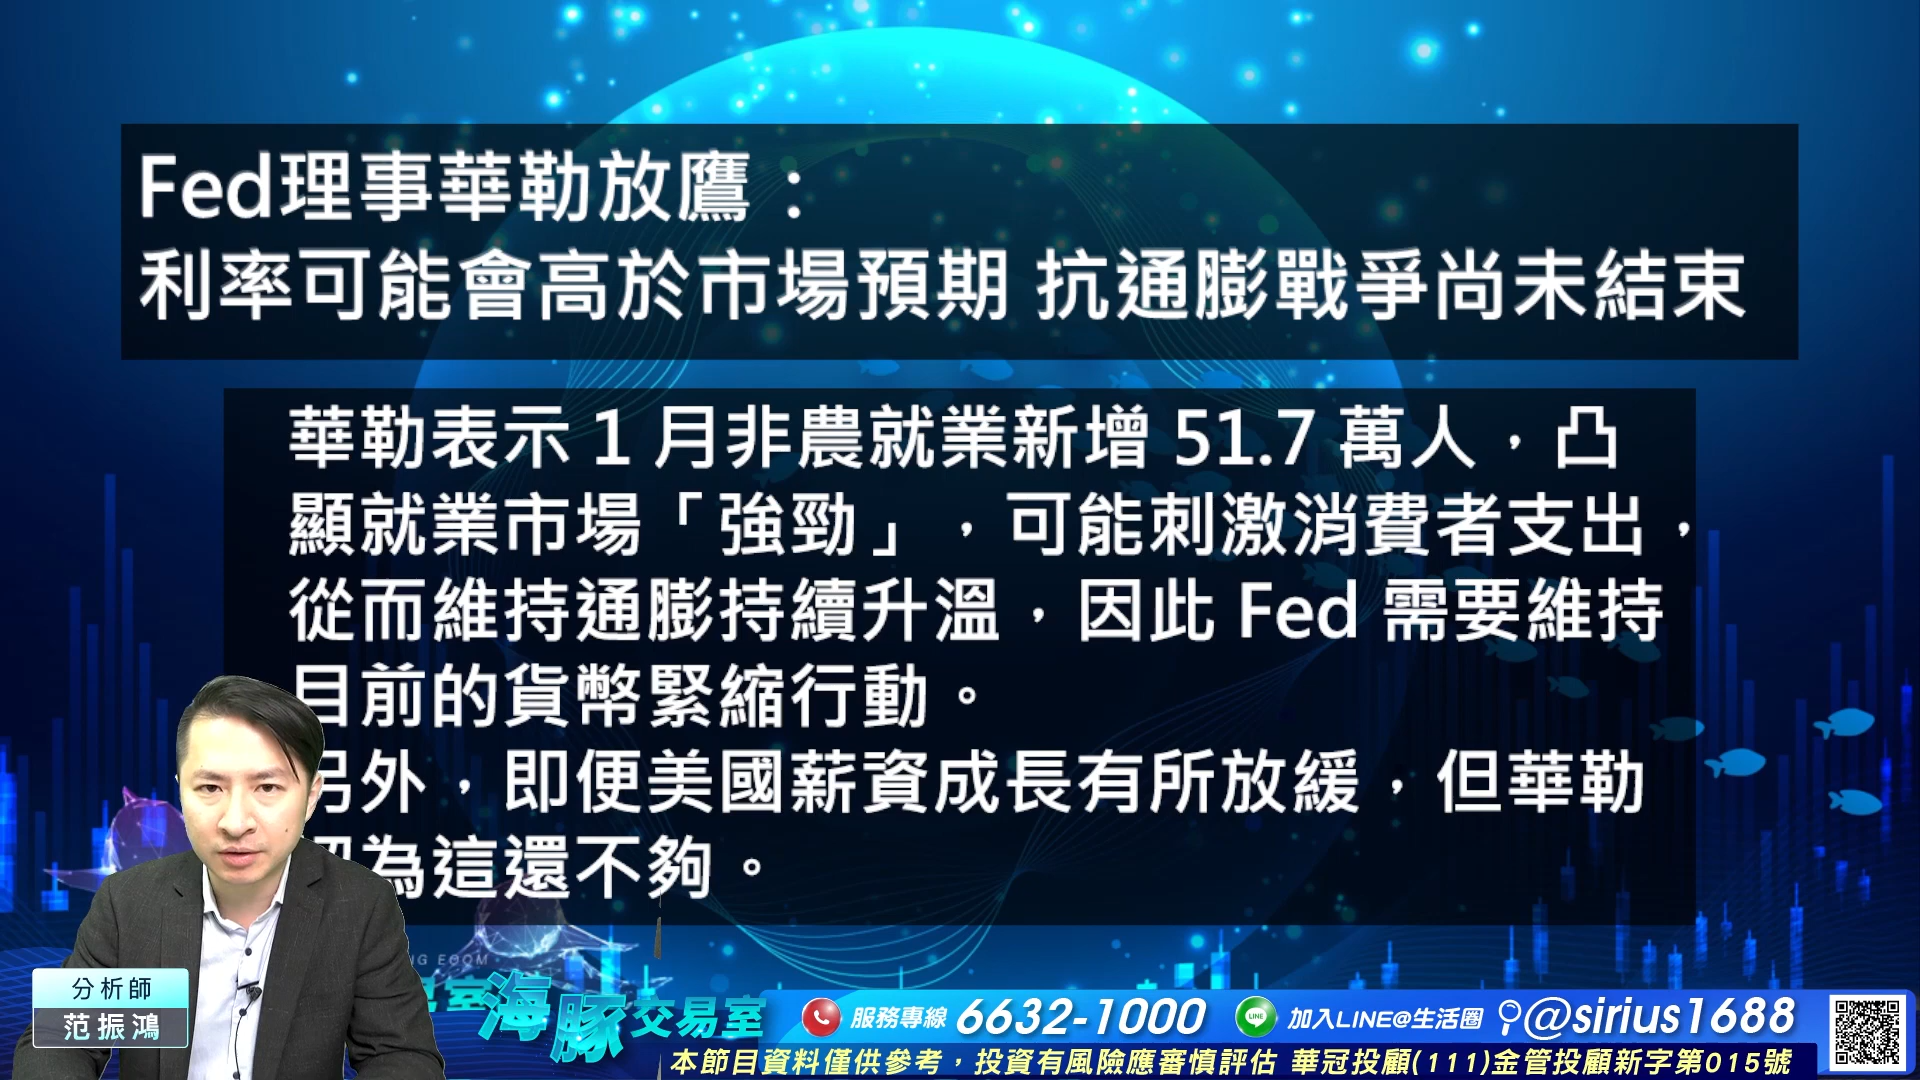 Fed理事華勒放鷹：
利率可能會高於市場預期 抗通膨戰爭尚未結束
華勒表示 1 月非農就業新增 51.7 萬人，凸
顯就業市場「強勁」，可能刺激消費者支出，
從而維持通膨持續升溫，因此 Fed 需要維持
目前的貨幣緊縮行動。
另外，即便美國薪資成長有所放緩，但華勒
認為這還不夠。
分析師
范振鴻
海豚交易室
服務專線 6632-1000
LINE
加入LINE@生活圈
@sirius1688
本節目資料僅供參考，投資有風險應審慎評估 華冠投顧(111)金管投顧新字第015號